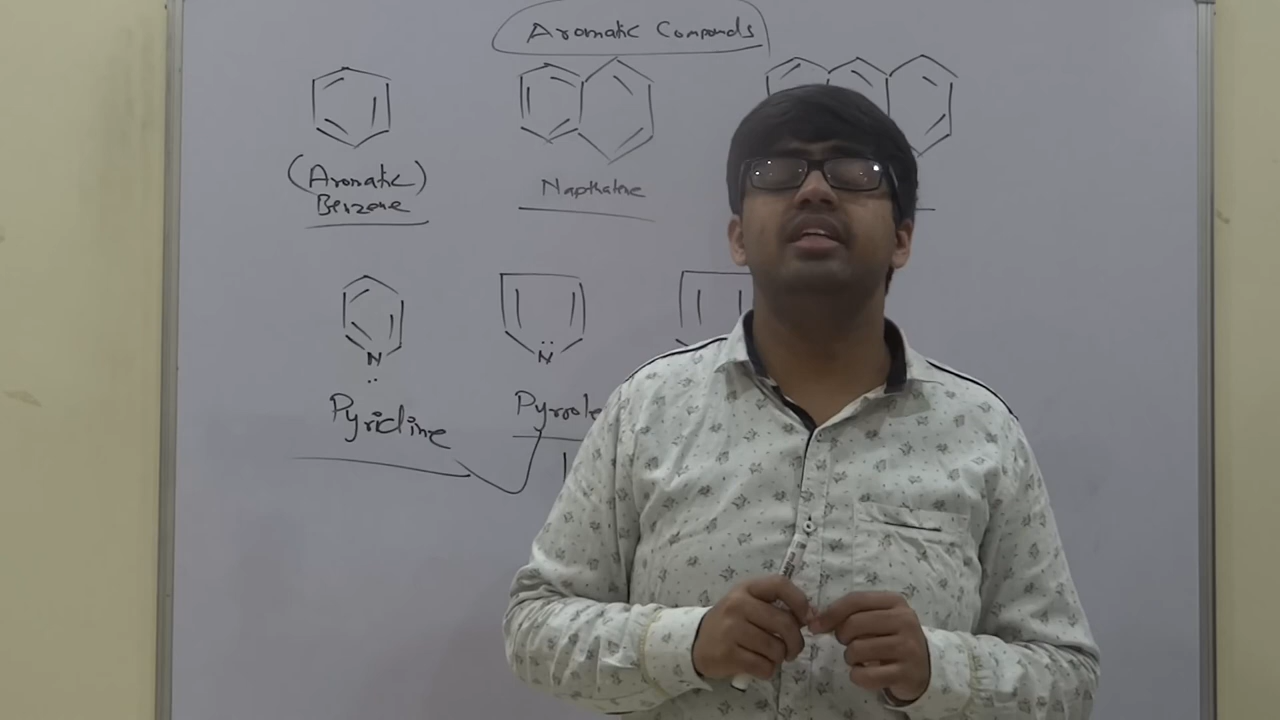 Aromatic Compounds
(Aromatic)
Benzene
Napthalene
N
N
Pyridine
Pyrrole